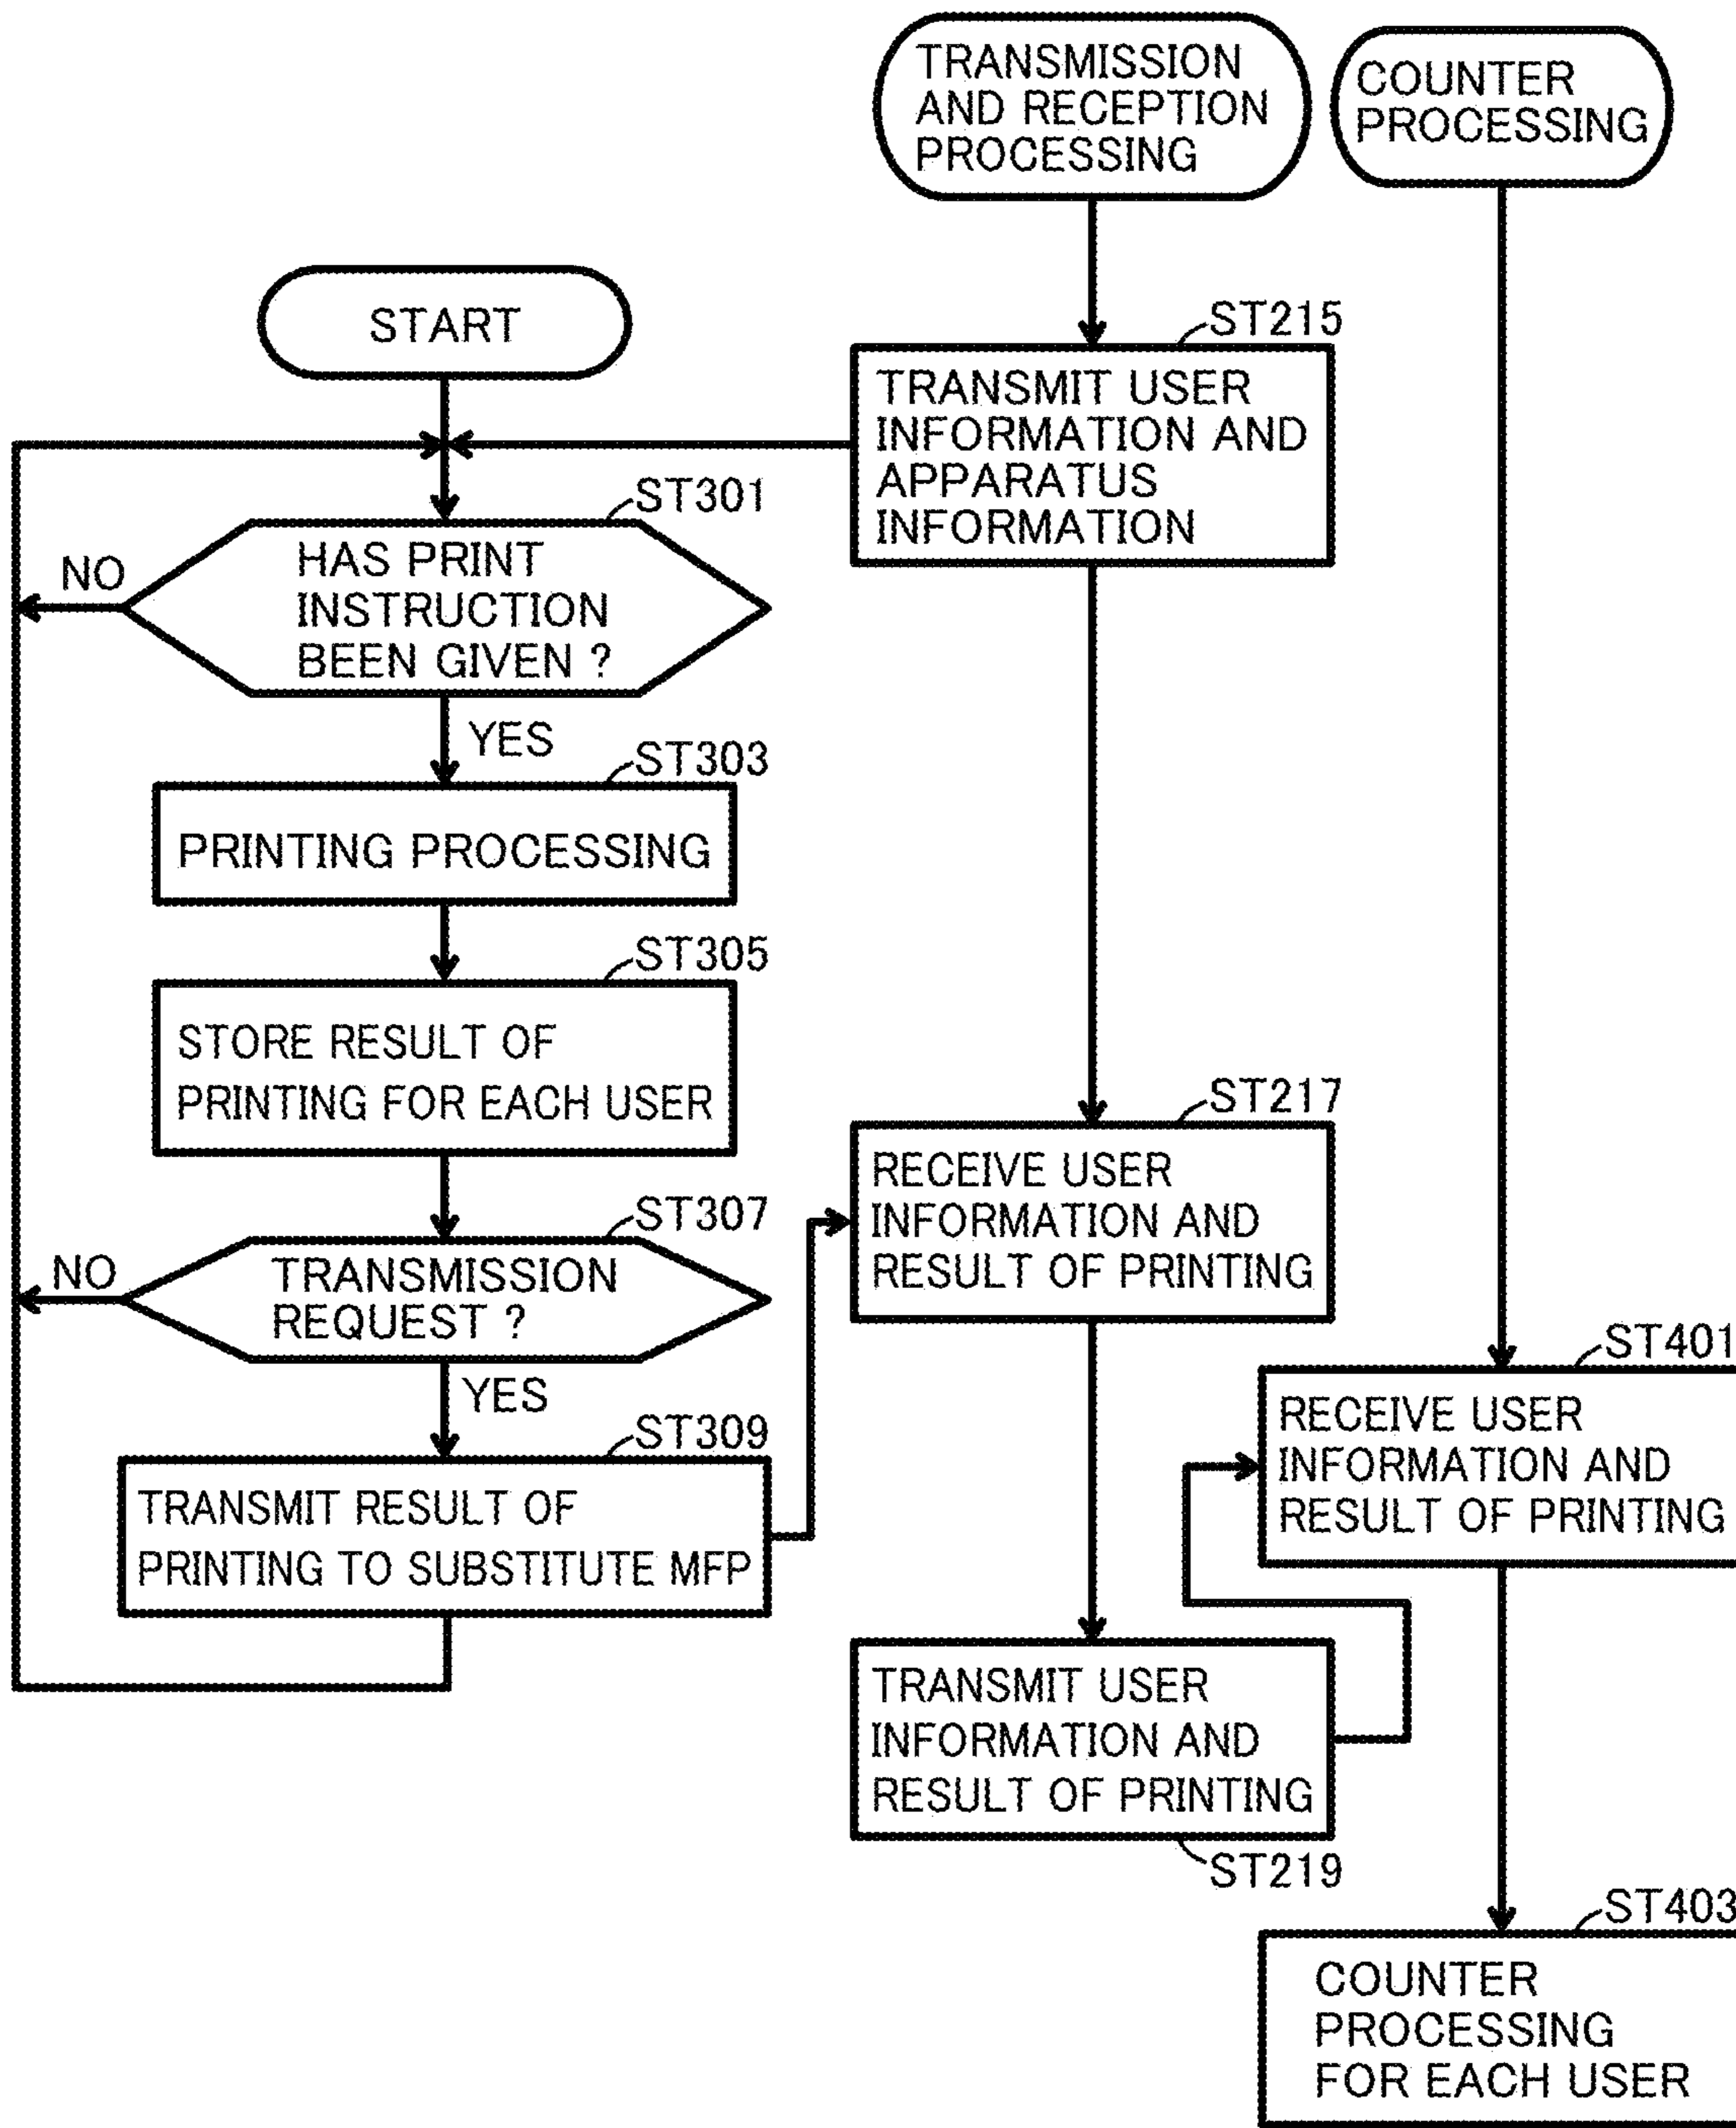 TRANSMISSION
AND RECEPTION
PROCESSING
COUNTER
PROCESSING
START
ST215
TRANSMIT USER
INFORMATION AND
APPARATUS
INFORMATION
ST301
HAS PRINT
INSTRUCTION
BEEN GIVEN ?
NO
YES
ST303
PRINTING PROCESSING
ST305
STORE RESULT OF
PRINTING FOR EACH USER
ST217
RECEIVE USER
INFORMATION AND
RESULT OF PRINTING
ST307
TRANSMISSION
REQUEST ?
NO
YES
ST309
TRANSMIT RESULT OF
PRINTING TO SUBSTITUTE MFP
ST401
RECEIVE USER
INFORMATION AND
RESULT OF PRINTING
TRANSMIT USER
INFORMATION AND
RESULT OF PRINTING
ST219
ST403
COUNTER
PROCESSING
FOR EACH USER